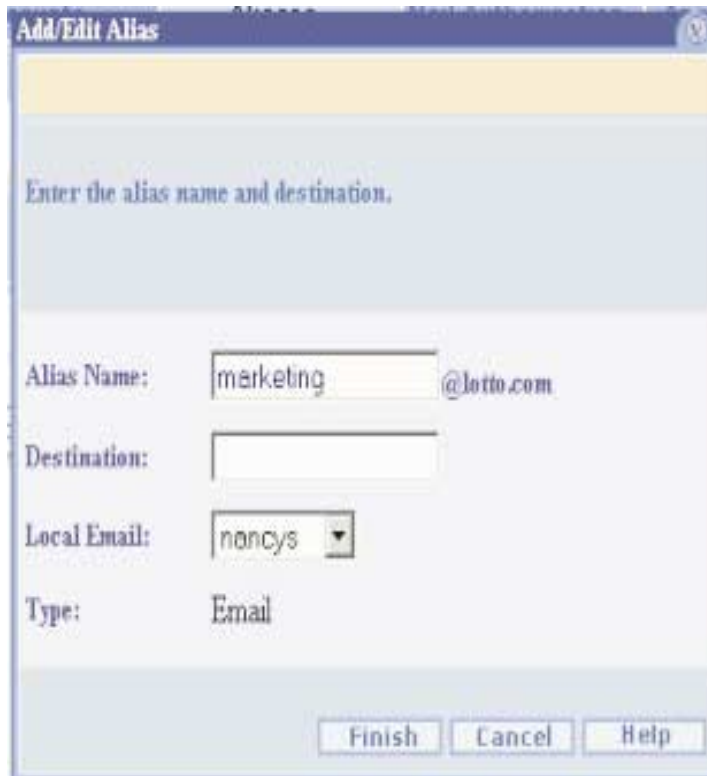 Add/Edit Alias
Enter the alias name and destination.
Alias Name: marketing @lotto.com
Destination:
Local Email: nancys
Type: Email
Finish Cancel Help